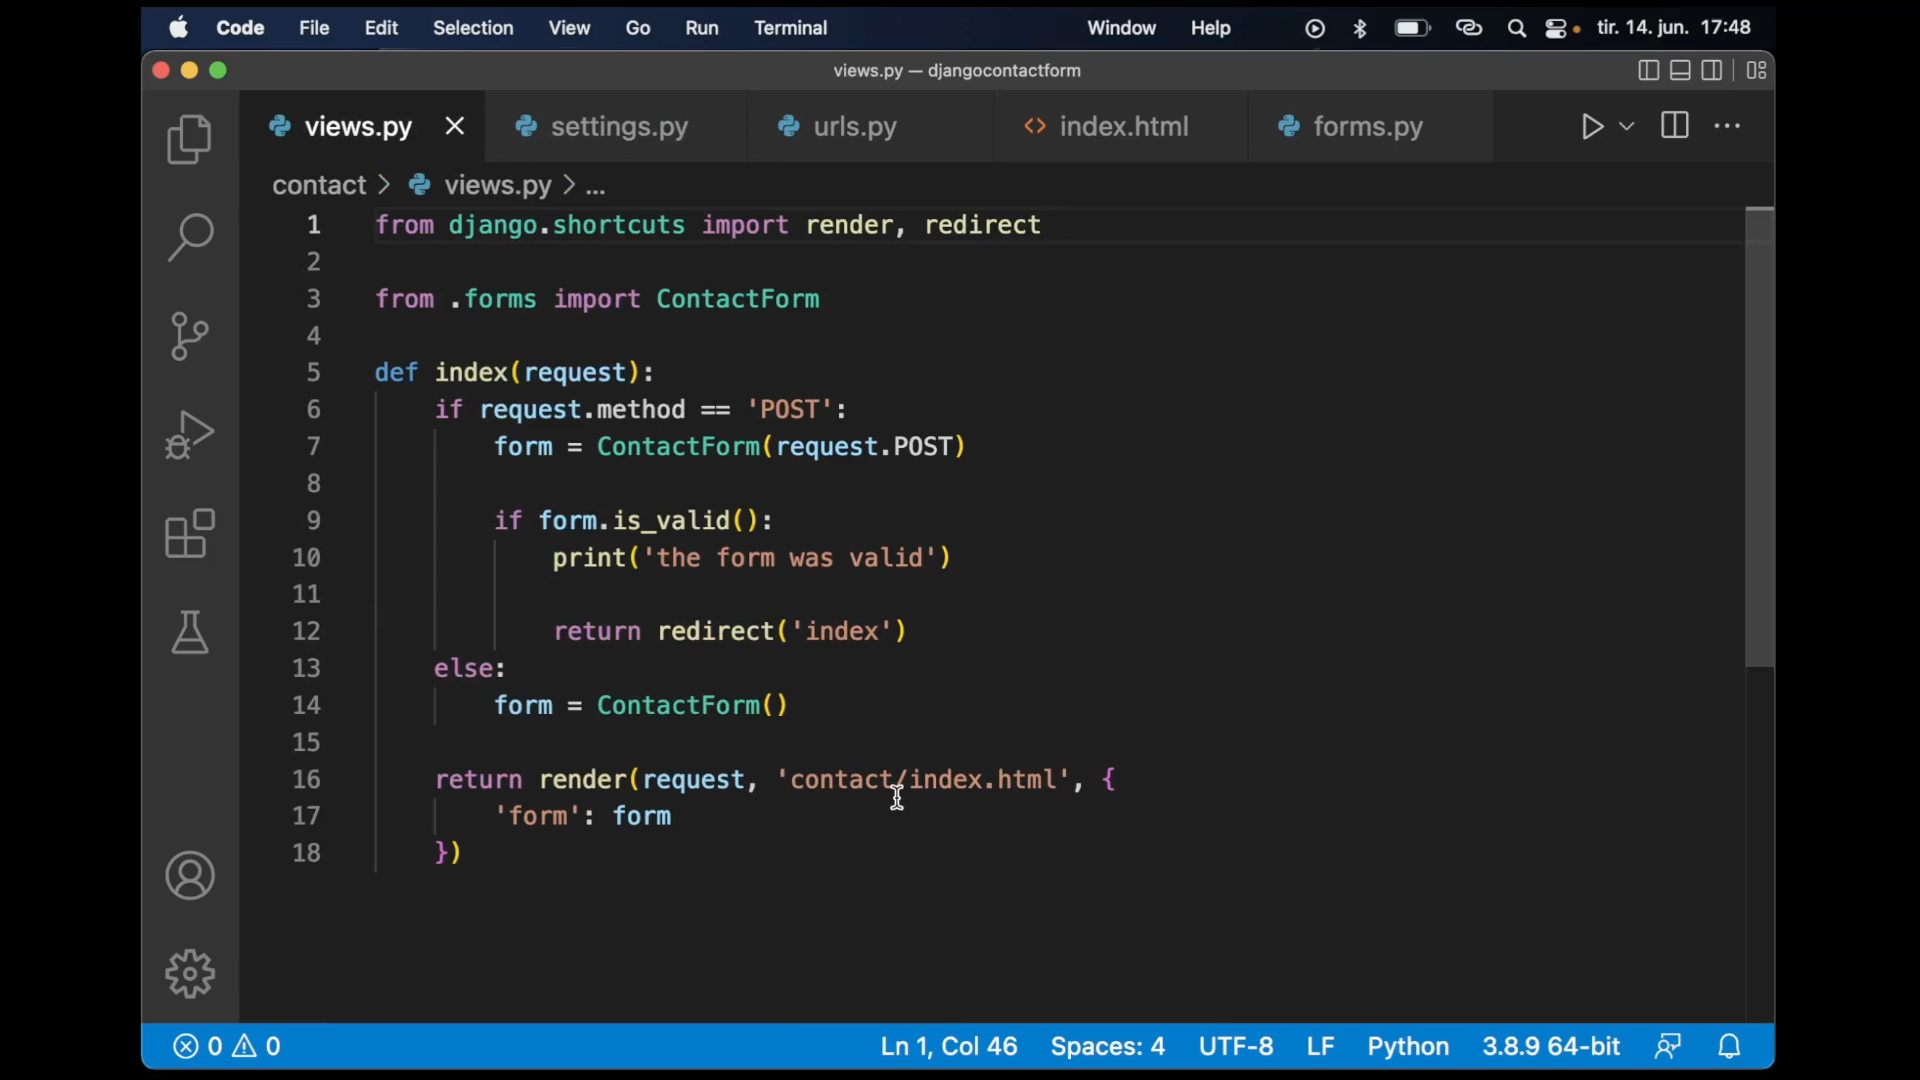 Code File Edit Selection View Go Run Terminal Window Help tir. 14. jun. 17:48
views.py — djangocontactform
views.py settings.py urls.py index.html forms.py
contact > views.py > ...
1 from django.shortcuts import render, redirect
2
3 from .forms import ContactForm
4
5 def index(request):
6     if request.method == 'POST':
7         form = ContactForm(request.POST)
8
9         if form.is_valid():
10             print('the form was valid')
11
12             return redirect('index')
13     else:
14         form = ContactForm()
15
16     return render(request, 'contact/index.html', {
17         'form': form
18     })
0 0 Ln 1, Col 46 Spaces: 4 UTF-8 LF Python 3.8.9 64-bit